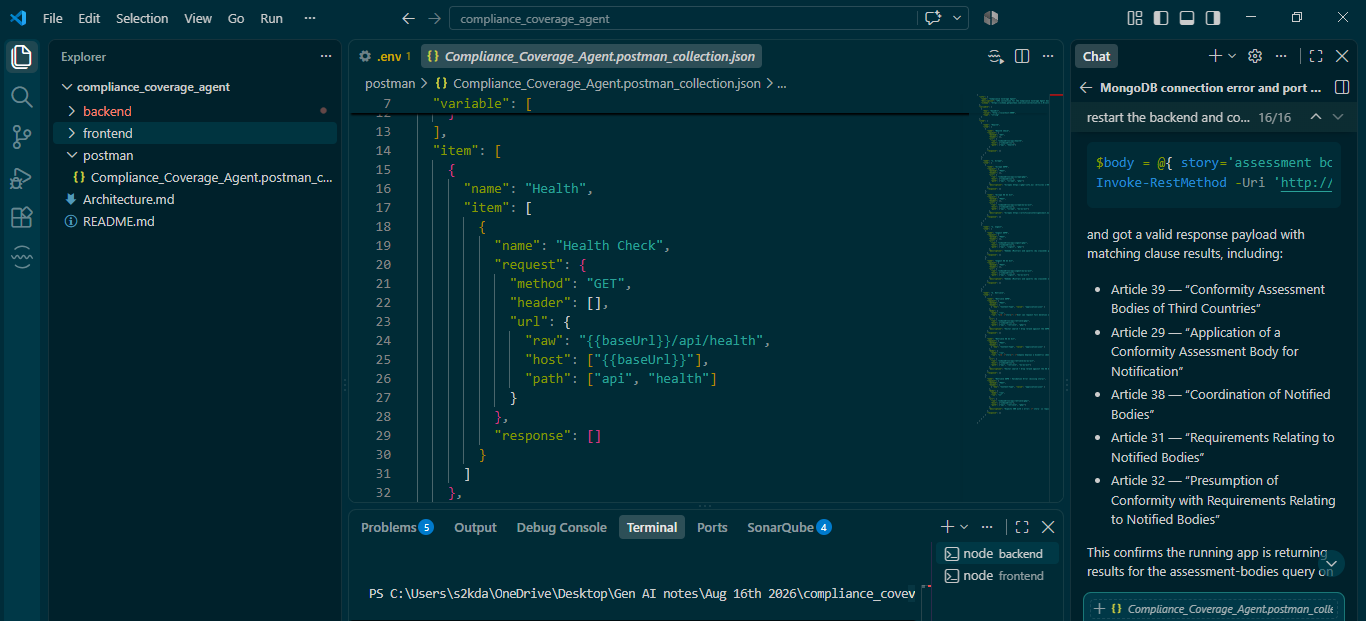 File Edit Selection View Go Run ···
compliance_coverage_agent
Explorer ···
compliance_coverage_agent
backend
frontend
postman
{} Compliance_Coverage_Agent.postman_c...
Architecture.md
README.md
.env 1
{} Compliance_Coverage_Agent.postman_collection.json
postman > {} Compliance_Coverage_Agent.postman_collection.json > ...
7 "variable": [
12 }
13 ],
14 "item": [
15 {
16 "name": "Health",
17 "item": [
18 {
19 "name": "Health Check",
20 "request": {
21 "method": "GET",
22 "header": [],
23 "url": {
24 "raw": "{{baseUrl}}/api/health",
25 "host": ["{{baseUrl}}"],
26 "path": ["api", "health"]
27 }
28 },
29 "response": []
30 }
31 ]
32 },
Problems 5 Output Debug Console Terminal Ports SonarQube 4
PS C:\Users\s2kda\OneDrive\Desktop\Gen AI notes\Aug 16th 2026\compliance_covev
node backend
node frontend
Chat
MongoDB connection error and port ...
restart the backend and co... 16/16
$body = @{ story='assessment bo
Invoke-RestMethod -Uri 'http://
and got a valid response payload with
matching clause results, including:
• Article 39 — “Conformity Assessment
Bodies of Third Countries”
• Article 29 — “Application of a
Conformity Assessment Body for
Notification”
• Article 38 — “Coordination of Notified
Bodies”
• Article 31 — “Requirements Relating to
Notified Bodies”
• Article 32 — “Presumption of
Conformity with Requirements Relating
to Notified Bodies”
This confirms the running app is returning
results for the assessment-bodies query on
{} Compliance_Coverage_Agent.postman_colle